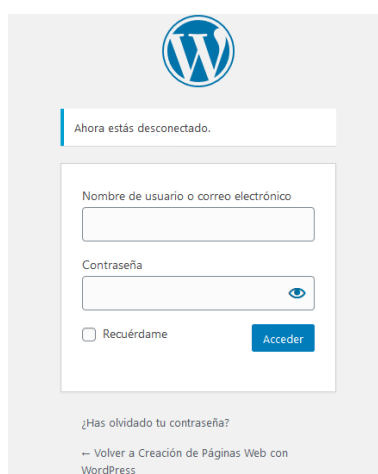 Ahora estás desconectado.
Nombre de usuario o correo electrónico
Contraseña
Recuérdame
Acceder
¿Has olvidado tu contraseña?
← Volver a Creación de Páginas Web con
WordPress